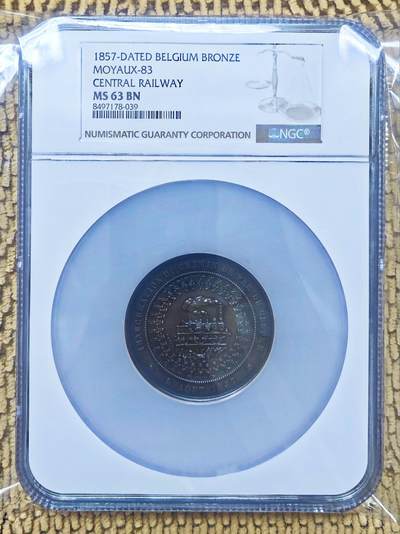 1857-DATED BELGIUM BRONZE
MOYAUX-83
CENTRAL RAILWAY
MS 63 BN
8497178-039
NUMISMATIC GUARANTY CORPORATION
NGC®